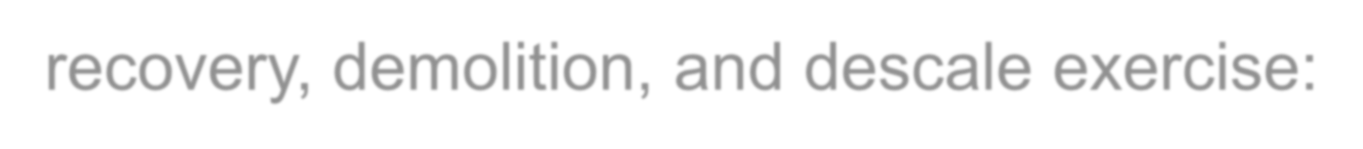 recovery, demolition, and descale exercise: